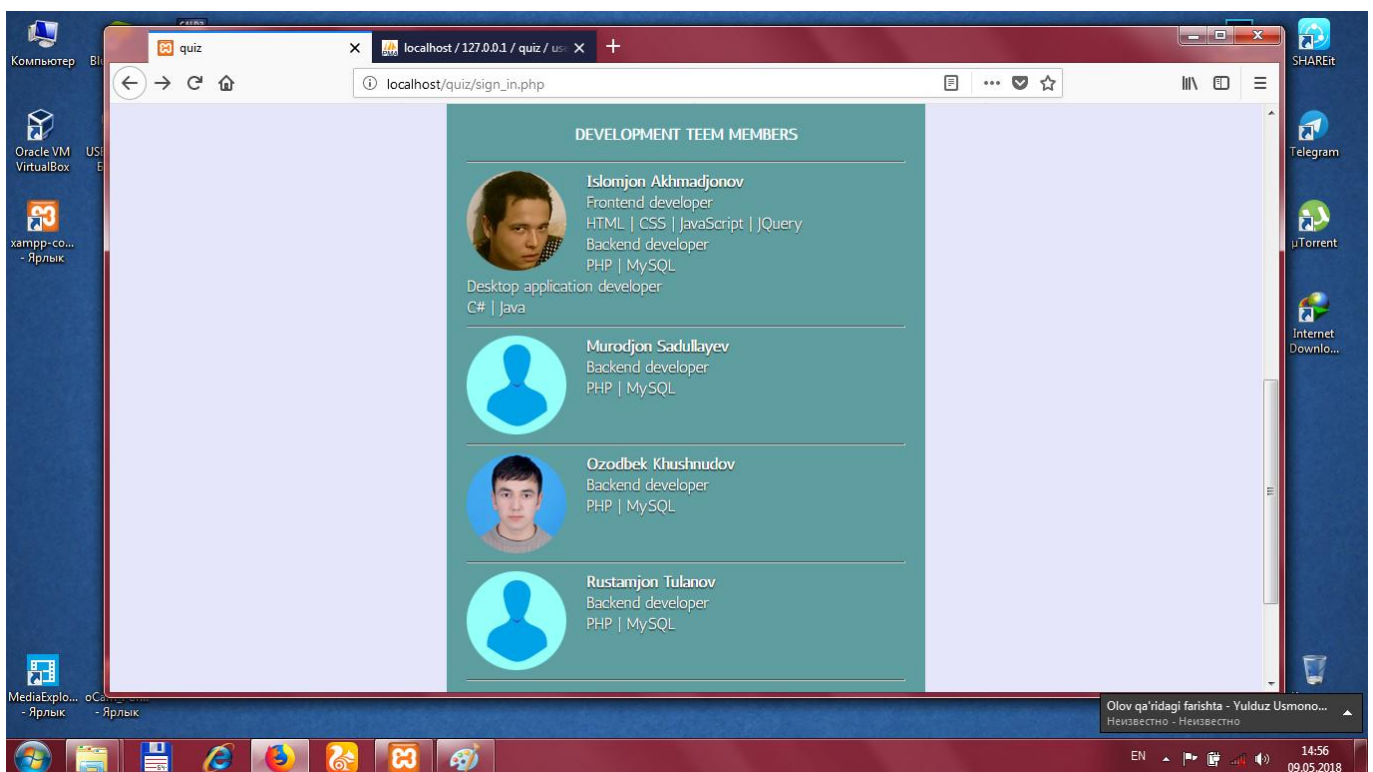 Компьютер
SHAREit
quiz
localhost / 127.0.0.1 / quiz / us
localhost/quiz/sign_in.php
Oracle VM
VirtualBox
Telegram
xampp-co...
- Ярлык
µTorrent
Internet
Downlo...
DEVELOPMENT TEEM MEMBERS
Islomjon Akhmadjonov
Frontend developer
HTML | CSS | JavaScript | JQuery
Backend developer
PHP | MySQL
Desktop application developer
C# | Java
Murodjon Sadullayev
Backend developer
PHP | MySQL
Ozodbek Khushnudov
Backend developer
PHP | MySQL
Rustamjon Tulanov
Backend developer
PHP | MySQL
MediaExplo...
- Ярлык
- Ярлык
Olov qa'ridagi farishta - Yulduz Usmono...
Неизвестно - Неизвестно
EN
14:56
09.05.2018